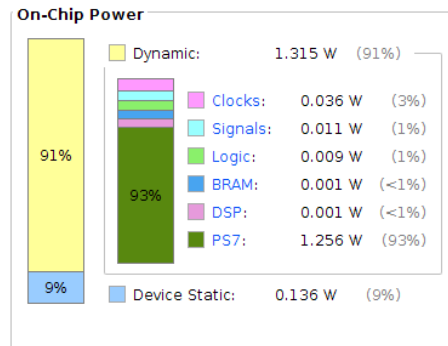 On-Chip Power
Dynamic: 1.315 W (91%)
Clocks: 0.036 W (3%)
Signals: 0.011 W (1%)
91% Logic: 0.009 W (1%)
BRAM: 0.001 W (<1%)
93% DSP: 0.001 W (<1%)
PS7: 1.256 W (93%)
9% Device Static: 0.136 W (9%)